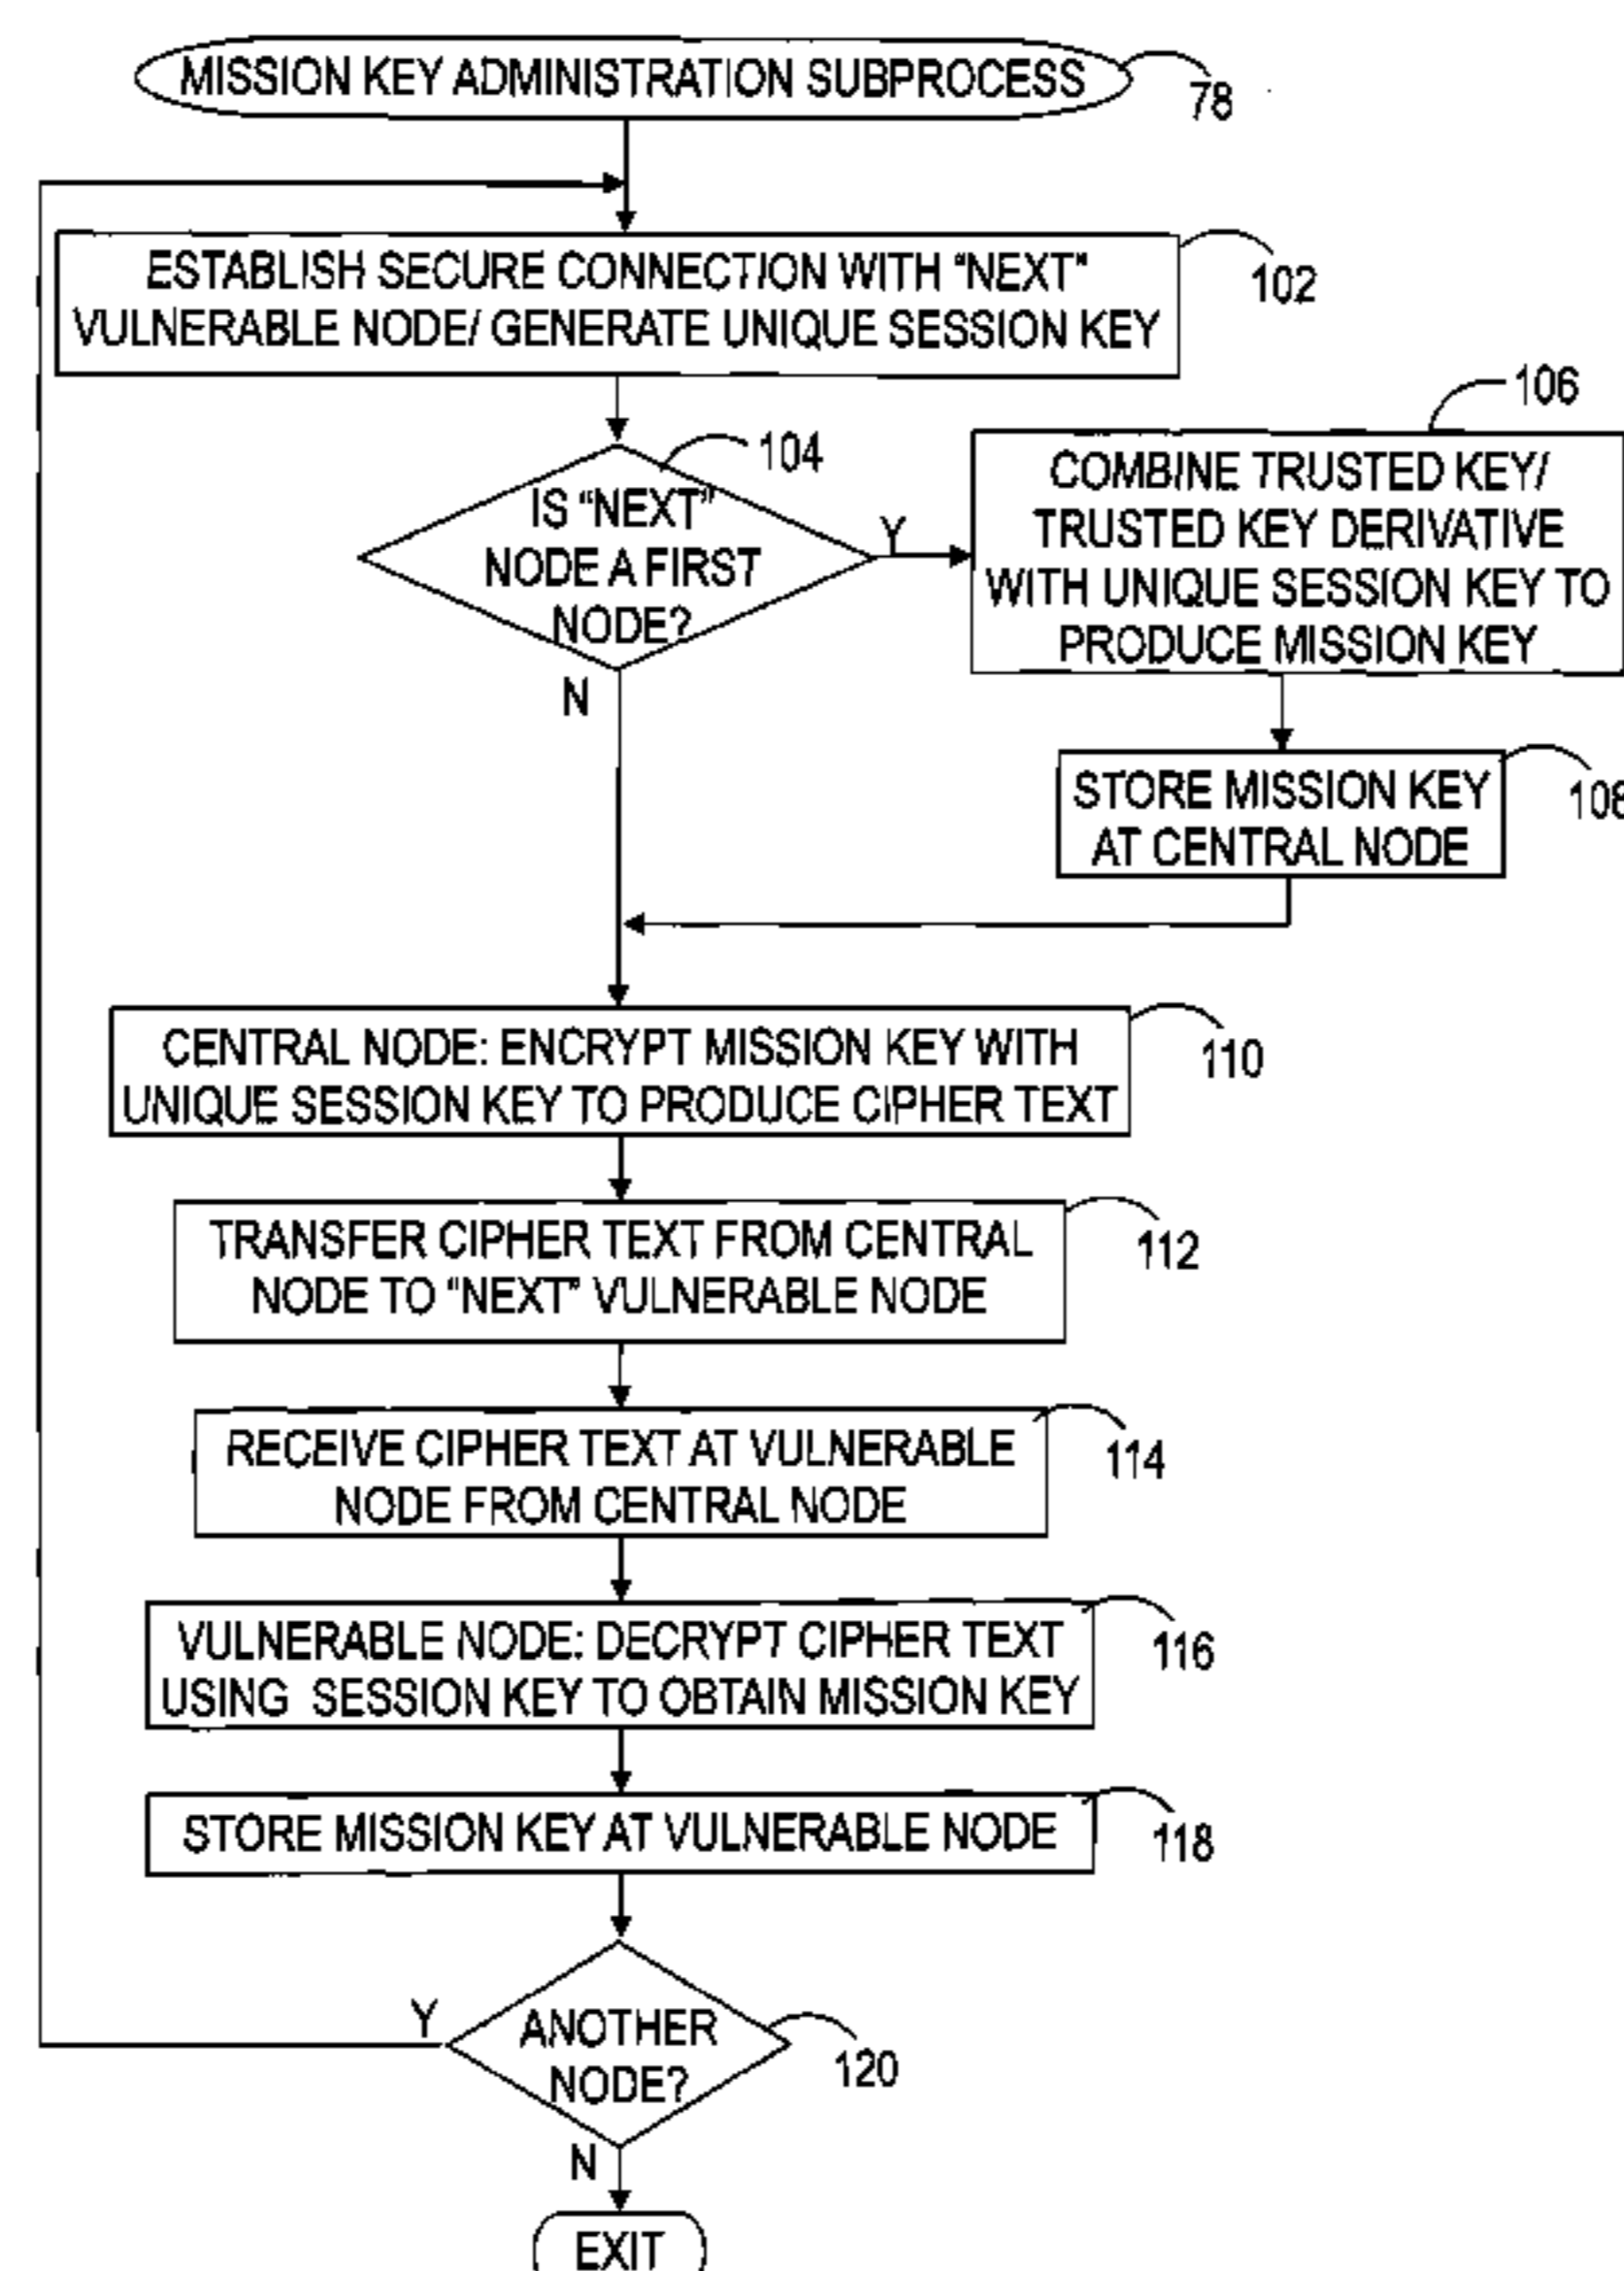 MISSION KEY ADMINISTRATION SUBPROCESS
78
ESTABLISH SECURE CONNECTION WITH "NEXT"
VULNERABLE NODE/ GENERATE UNIQUE SESSION KEY
102
104
IS "NEXT"
NODE A FIRST
NODE?
Y
N
106
COMBINE TRUSTED KEY/
TRUSTED KEY DERIVATIVE
WITH UNIQUE SESSION KEY TO
PRODUCE MISSION KEY
STORE MISSION KEY
AT CENTRAL NODE
108
CENTRAL NODE: ENCRYPT MISSION KEY WITH
UNIQUE SESSION KEY TO PRODUCE CIPHER TEXT
110
TRANSFER CIPHER TEXT FROM CENTRAL
NODE TO "NEXT" VULNERABLE NODE
112
RECEIVE CIPHER TEXT AT VULNERABLE
NODE FROM CENTRAL NODE
114
VULNERABLE NODE: DECRYPT CIPHER TEXT
USING SESSION KEY TO OBTAIN MISSION KEY
116
STORE MISSION KEY AT VULNERABLE NODE
118
Y
ANOTHER
NODE?
120
N
EXIT